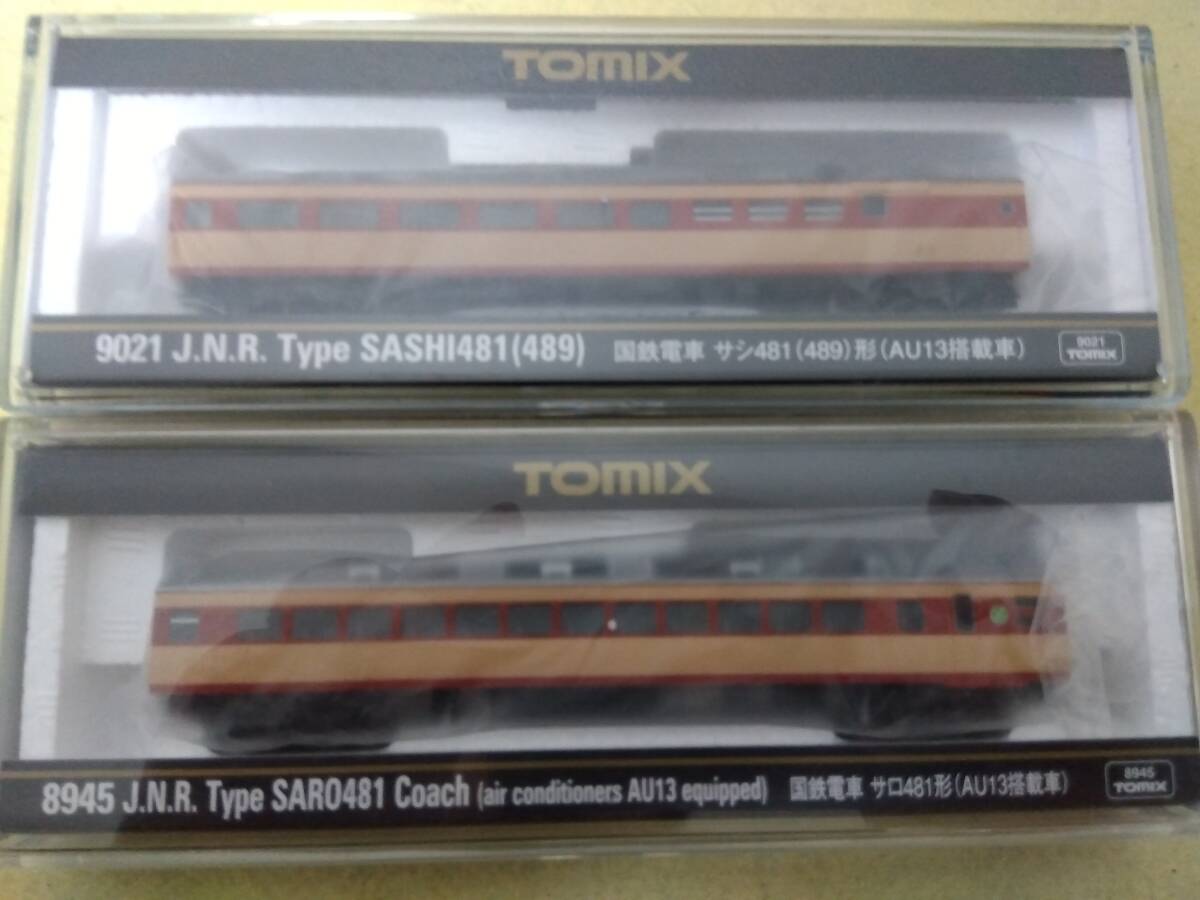 TOMIX
9021 J.N.R. Type SASHI481(489) 国鉄電車 サシ481(489)形(AU13搭載車)
9021
TOMIX
TOMIX
8945 J.N.R. Type SARO481 Coach (air conditioners AU13 equipped) 国鉄電車 サロ481形(AU13搭載車)
8945
TOMIX